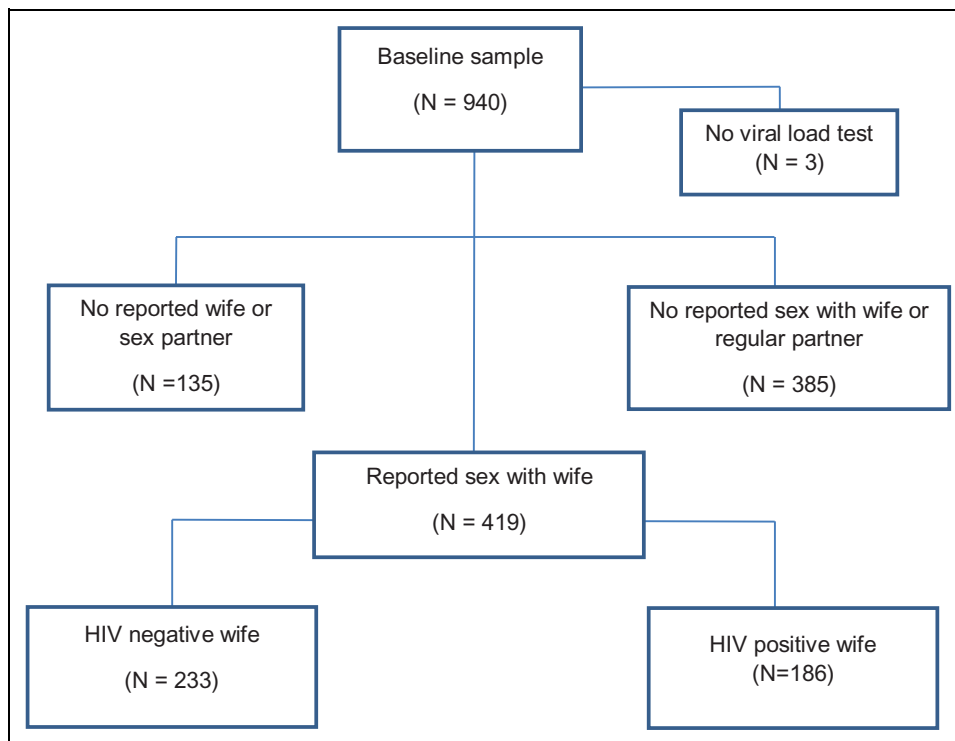 Baseline sample
(N = 940)
No viral load test
(N = 3)
No reported wife or
sex partner
(N =135)
No reported sex with wife or
regular partner
(N = 385)
Reported sex with wife
(N = 419)
HIV negative wife
(N = 233)
HIV positive wife
(N=186)